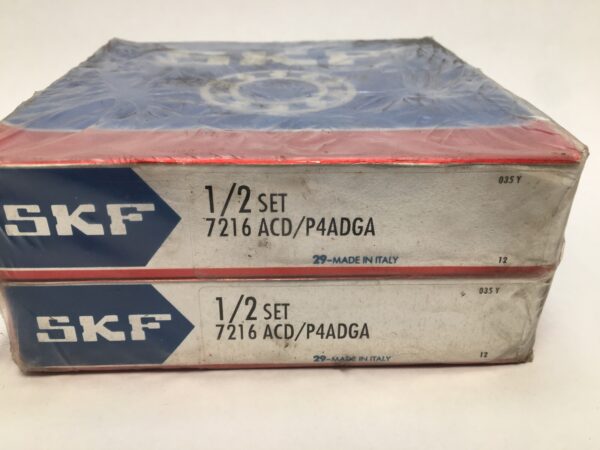 SKF
SKF
1/2 SET
7216 ACD/P4ADGA
035 Y
29-MADE IN ITALY
12
SKF
1/2 SET
7216 ACD/P4ADGA
035 Y
29-MADE IN ITALY
12